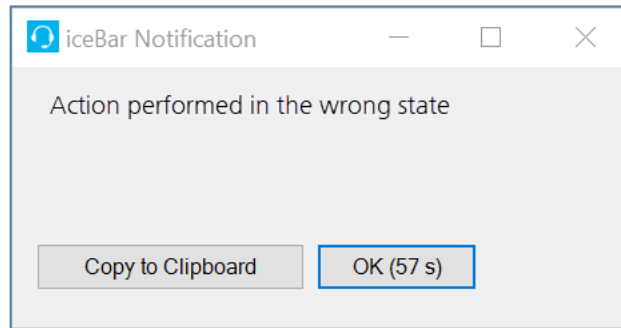 iceBar Notification
Action performed in the wrong state
Copy to Clipboard OK (57 s)